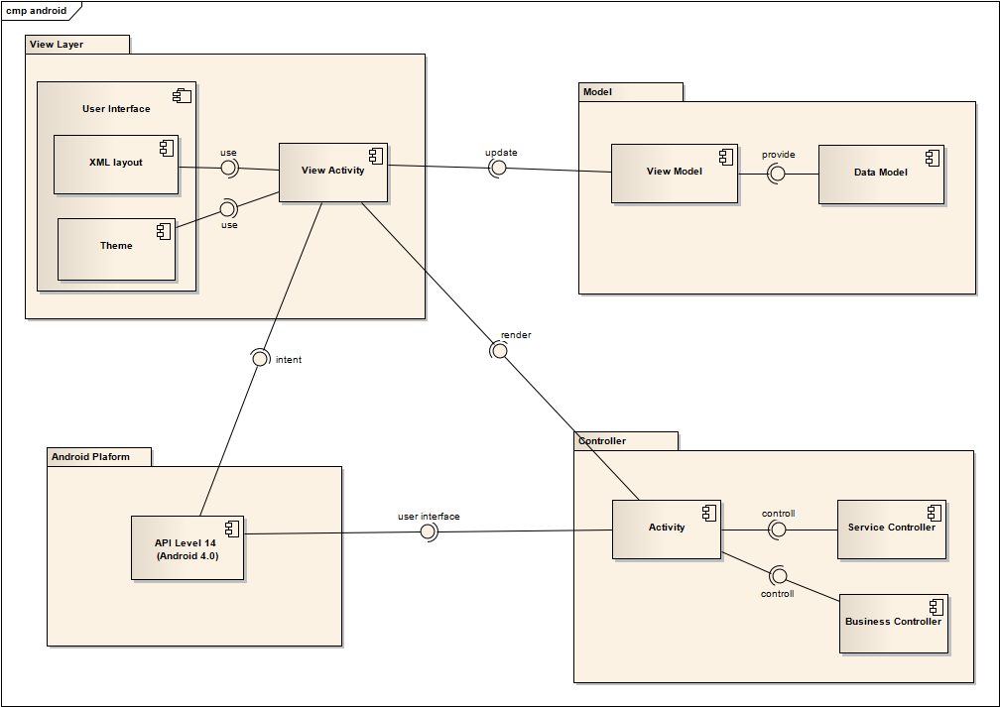 cmp android
View Layer
User Interface
XML layout
use
View Activity
use
Theme
update
Model
View Model
provide
Data Model
intent
render
Android Plaform
API Level 14
(Android 4.0)
user interface
Controller
Activity
controll
Service Controller
controll
Business Controller